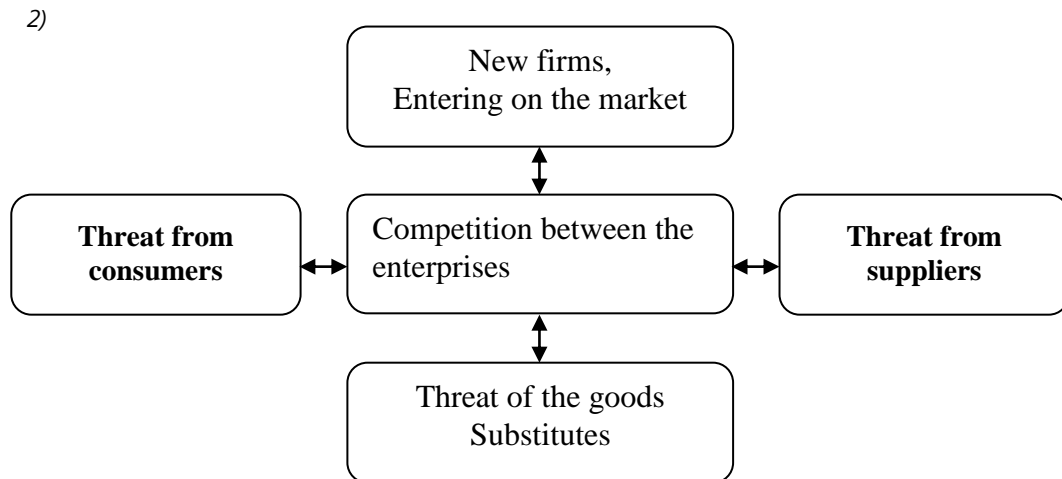 2)
New firms,
Entering on the market
Threat from
consumers
Competition between the
enterprises
Threat from
suppliers
Threat of the goods
Substitutes